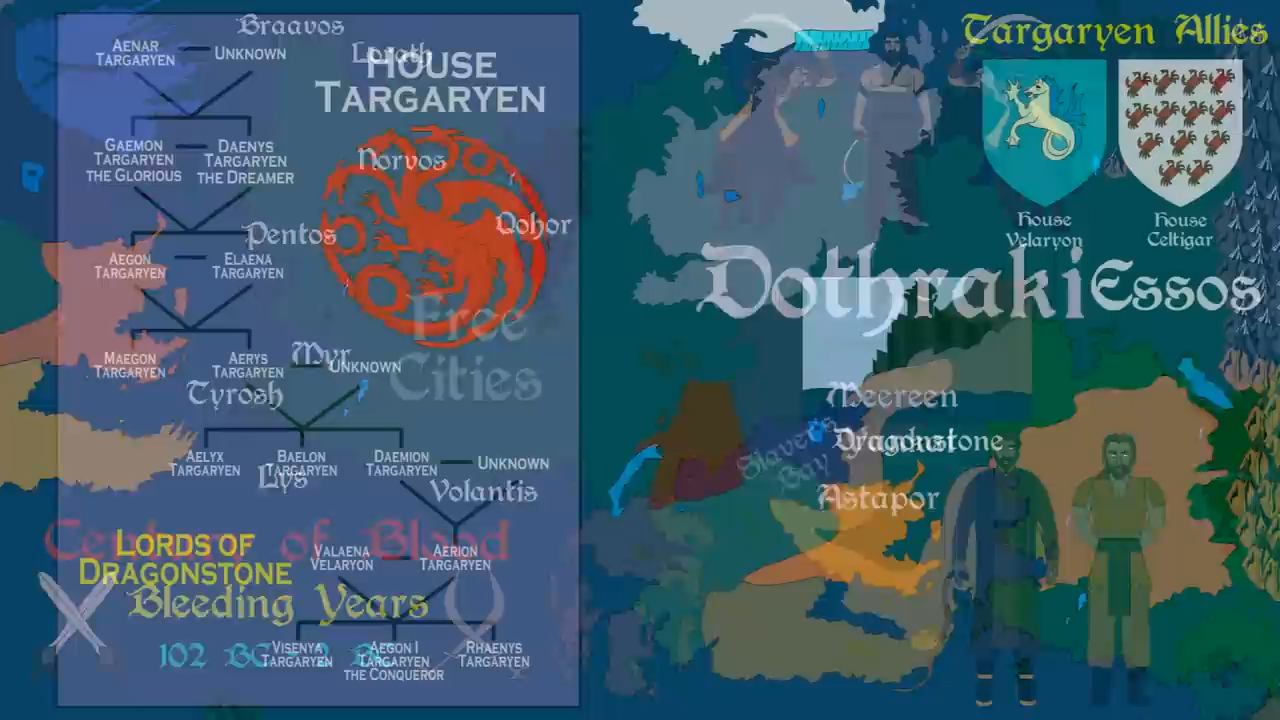 Braavos
Lorath
HOUSE
TARGARYEN
AENAR
TARGARYEN
UNKNOWN
GAEMON
TARGARYEN
THE GLORIOUS
DAENYS
TARGARYEN
THE DREAMER
Norvos
Qohor
Pentos
AEGON
TARGARYEN
ELAENA
TARGARYEN
Free
Cities
MAEGON
TARGARYEN
AERYS
TARGARYEN
Myr
UNKNOWN
Tyrosh
AELYX
TARGARYEN
BAELON
TARGARYEN
DAEMION
TARGARYEN
UNKNOWN
Lys
Volantis
Century of Blood
LORDS OF
DRAGONSTONE
VALAENA
VELARYON
AERION
TARGARYEN
Bleeding Years
102 BC - 2 BC
VISENYA
TARGARYEN
AEGON I
TARGARYEN
THE CONQUEROR
RHAENYS
TARGARYEN
Targaryen Allies
House
Velaryon
House
Celtigar
Dothraki
Essos
Meereen
Dragonstone
Slaver's
Bay
Astapor